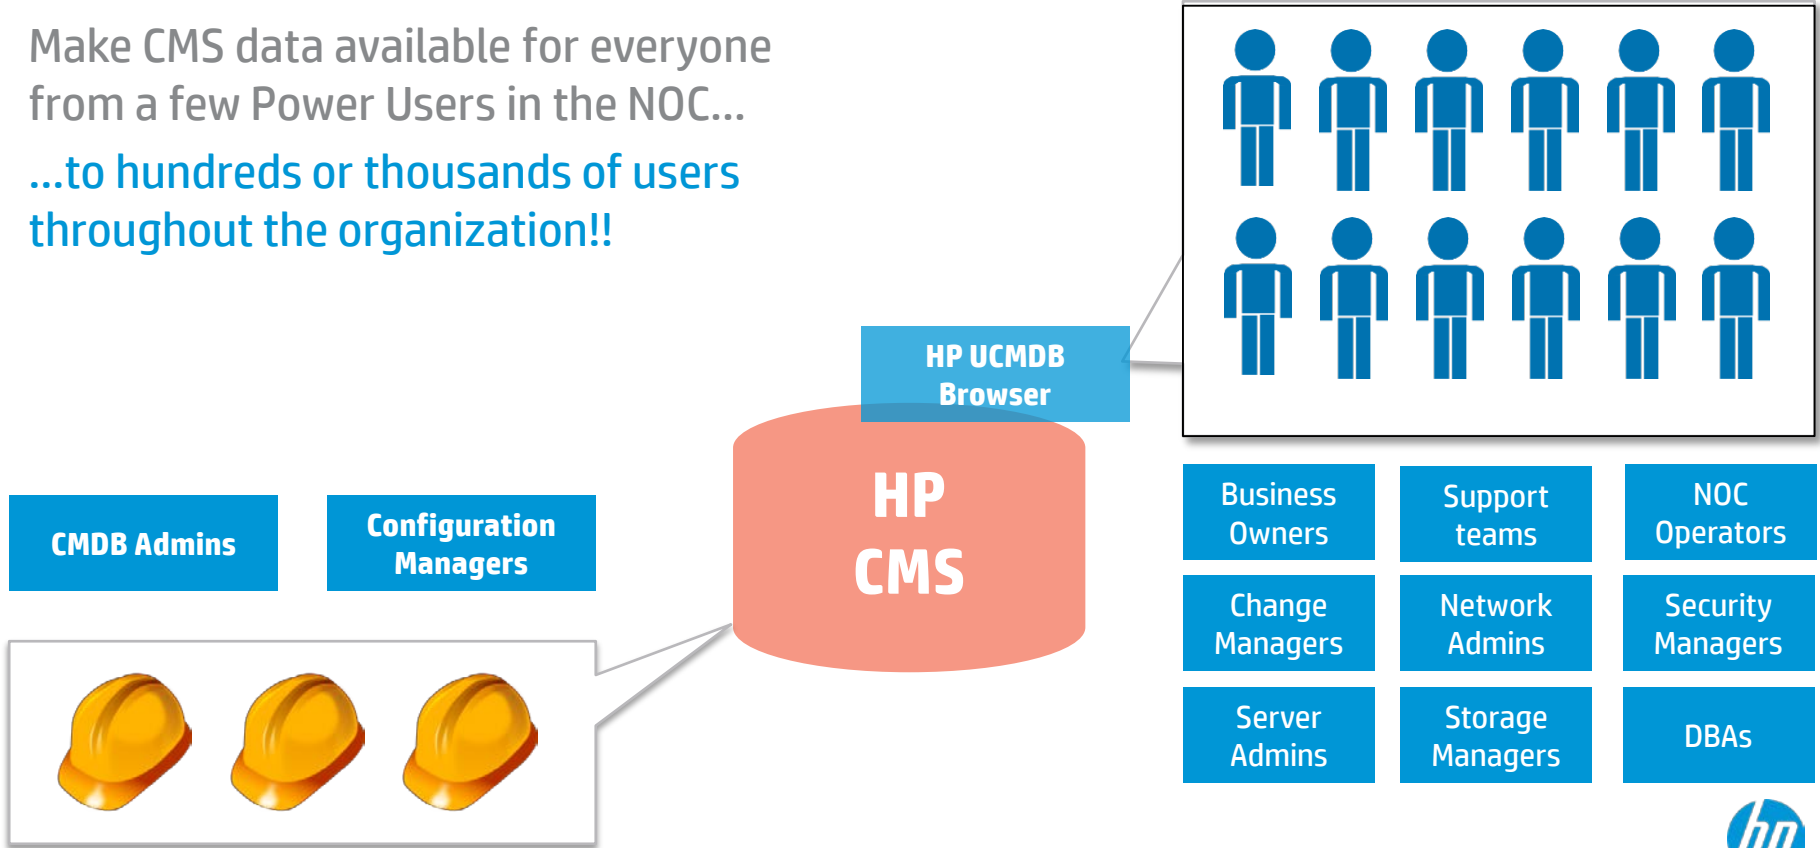 Make CMS data available for everyone
from a few Power Users in the NOC...
...to hundreds or thousands of users
throughout the organization!!
HP UCMDB
Browser
HP
CMS
CMDB Admins
Configuration
Managers
Business
Owners
Support
teams
NOC
Operators
Change
Managers
Network
Admins
Security
Managers
Server
Admins
Storage
Managers
DBAs
hp